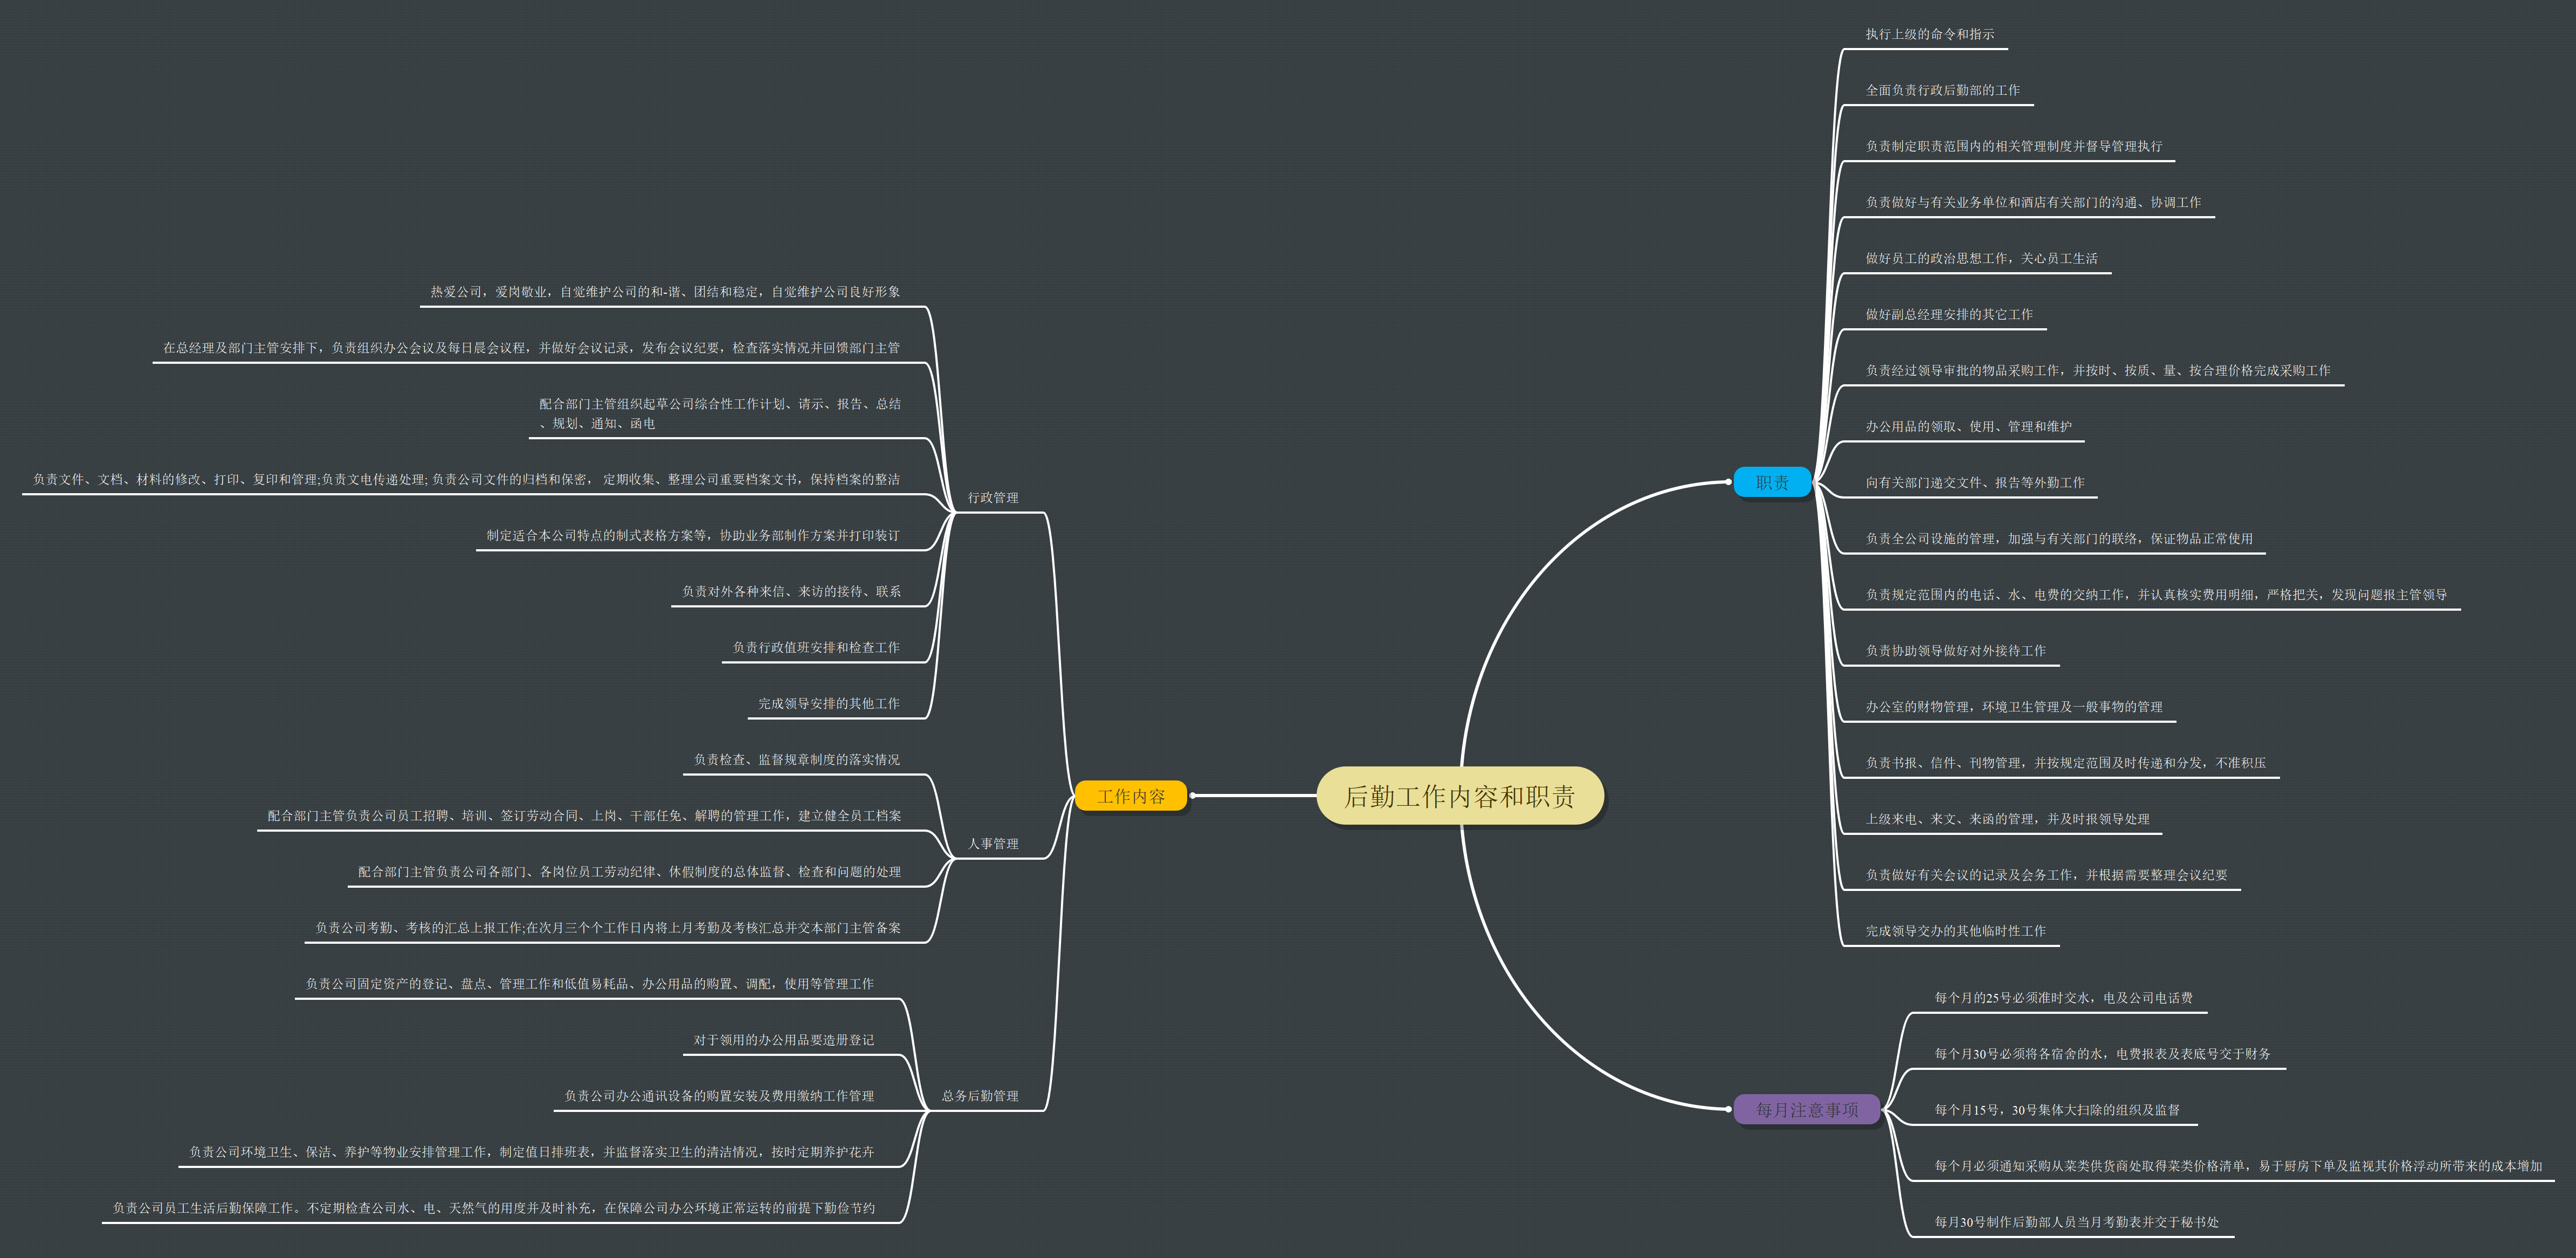 后勤工作内容和职责
职责
执行上级的命令和指示
全面负责行政后勤部的工作
负责制定职责范围内的相关管理制度并督导管理执行
负责做好与有关业务单位和酒店有关部门的沟通、协调工作
做好员工的政治思想工作，关心员工生活
做好副总经理安排的其它工作
负责经过领导审批的物品采购工作，并按时、按质、量、按合理价格完成采购工作
办公用品的领取、使用、管理和维护
向有关部门递交文件、报告等外勤工作
负责全公司设施的管理，加强与有关部门的联络，保证物品正常使用
负责规定范围内的电话、水、电费的交纳工作，并认真核实费用明细，严格把关，发现问题报主管领导
负责协助领导做好对外接待工作
办公室的财物管理，环境卫生管理及一般事物的管理
负责书报、信件、刊物管理，并按规定范围及时传递和分发，不准积压
上级来电、来文、来函的管理，并及时报领导处理
负责做好有关会议的记录及会务工作，并根据需要整理会议纪要
完成领导交办的其他临时性工作
每月注意事项
每个月的25号必须准时交水，电及公司电话费
每个月30号必须将各宿舍的水，电费报表及表底号交于财务
每个月15号，30号集体大扫除的组织及监督
每个月必须通知采购从菜类供货商处取得菜类价格清单，易于厨房下单及监视其价格浮动所带来的成本增加
每月30号制作后勤部人员当月考勤表并交于秘书处
工作内容
行政管理
热爱公司，爱岗敬业，自觉维护公司的和-谐、团结和稳定，自觉维护公司良好形象
在总经理及部门主管安排下，负责组织办公会议及每日晨会议程，并做好会议记录，发布会议纪要，检查落实情况并回馈部门主管
配合部门主管组织起草公司综合性工作计划、请示、报告、总结
、规划、通知、函电
负责文件、文档、材料的修改、打印、复印和管理;负责文电传递处理; 负责公司文件的归档和保密， 定期收集、整理公司重要档案文书，保持档案的整洁
制定适合本公司特点的制式表格方案等，协助业务部制作方案并打印装订
负责对外各种来信、来访的接待、联系
负责行政值班安排和检查工作
完成领导安排的其他工作
人事管理
负责检查、监督规章制度的落实情况
配合部门主管负责公司员工招聘、培训、签订劳动合同、上岗、干部任免、解聘的管理工作，建立健全员工档案
配合部门主管负责公司各部门、各岗位员工劳动纪律、休假制度的总体监督、检查和问题的处理
负责公司考勤、考核的汇总上报工作;在次月三个个工作日内将上月考勤及考核汇总并交本部门主管备案
总务后勤管理
负责公司固定资产的登记、盘点、管理工作和低值易耗品、办公用品的购置、调配，使用等管理工作
对于领用的办公用品要造册登记
负责公司办公通讯设备的购置安装及费用缴纳工作管理
负责公司环境卫生、保洁、养护等物业安排管理工作，制定值日排班表，并监督落实卫生的清洁情况，按时定期养护花卉
负责公司员工生活后勤保障工作。不定期检查公司水、电、天然气的用度并及时补充，在保障公司办公环境正常运转的前提下勤俭节约